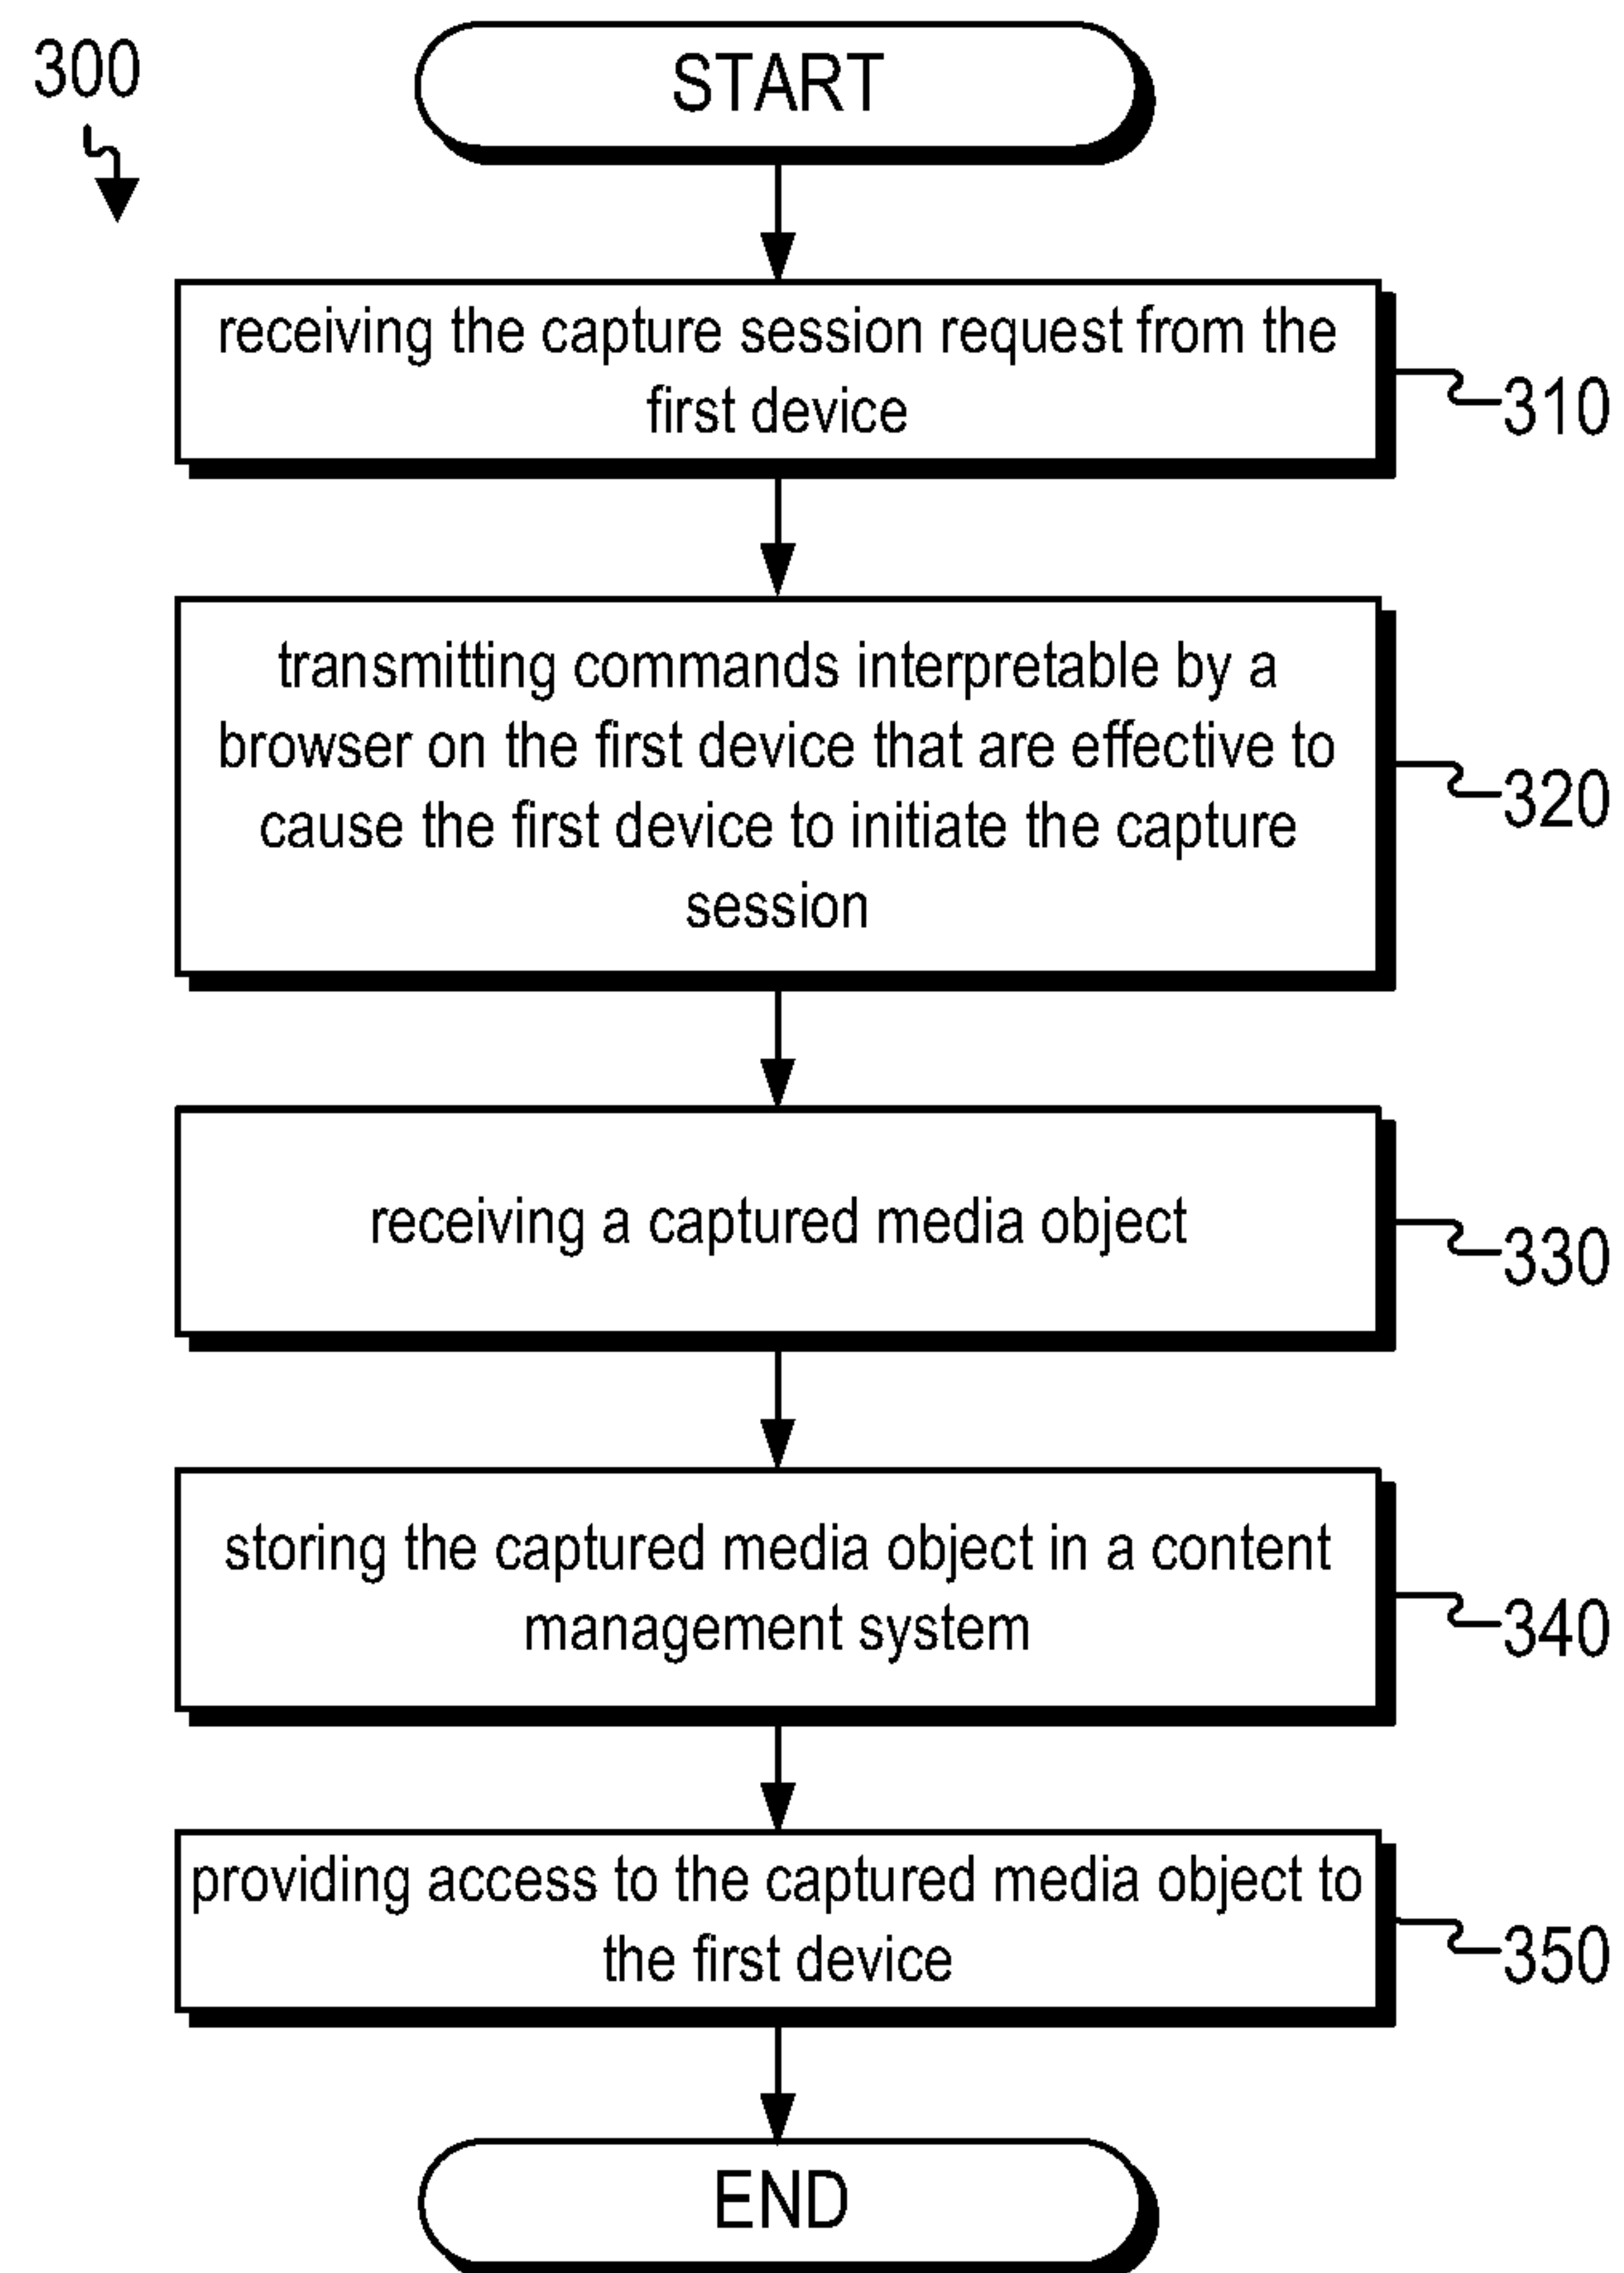 300
START
receiving the capture session request from the
first device
310
transmitting commands interpretable by a
browser on the first device that are effective to
cause the first device to initiate the capture
session
320
receiving a captured media object
330
storing the captured media object in a content
management system
340
providing access to the captured media object to
the first device
350
END